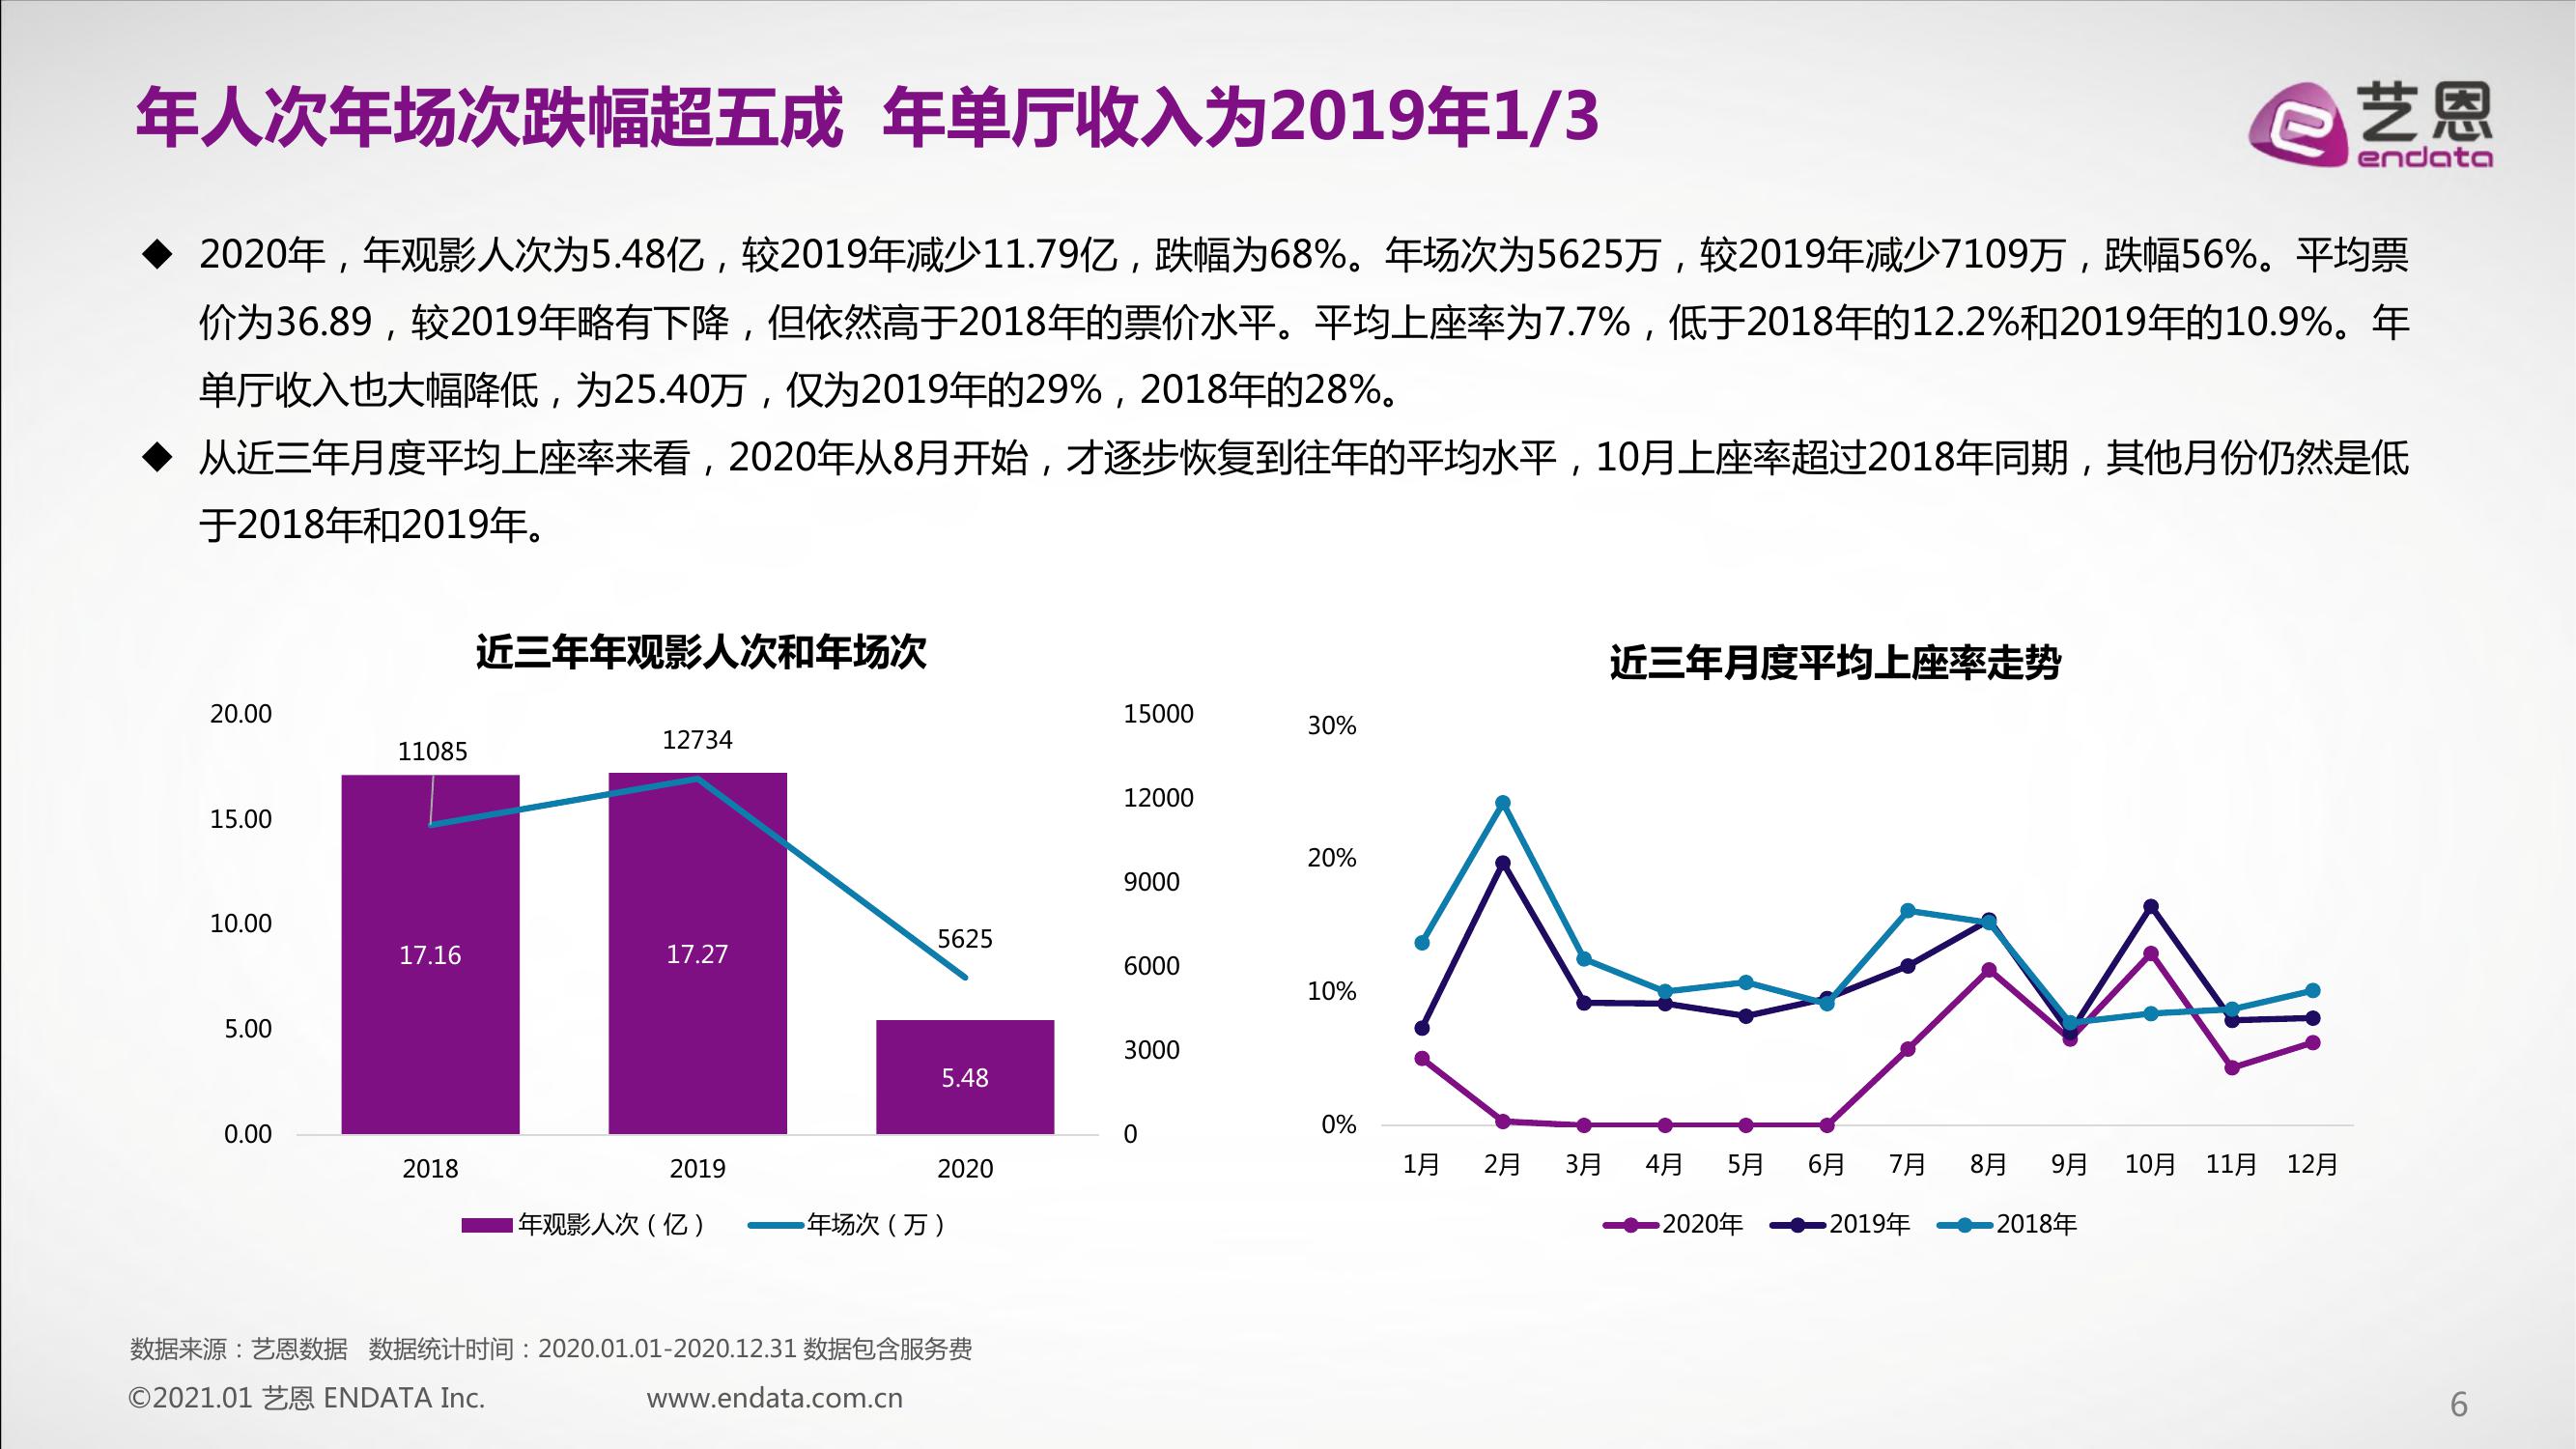 年人次年场次跌幅超五成 年单厅收入为2019年1/3
艺恩
endata
◆ 2020年，年观影人次为5.48亿，较2019年减少11.79亿，跌幅为68%。年场次为5625万，较2019年减少7109万，跌幅56%。平均票
价为36.89，较2019年略有下降，但依然高于2018年的票价水平。平均上座率为7.7%，低于2018年的12.2%和2019年的10.9%。年
单厅收入也大幅降低，为25.40万，仅为2019年的29%，2018年的28%。
◆ 从近三年月度平均上座率来看，2020年从8月开始，才逐步恢复到往年的平均水平，10月上座率超过2018年同期，其他月份仍然是低
于2018年和2019年。
近三年年观影人次和年场次
20.00
15.00
10.00
5.00
0.00
15000
12000
9000
6000
3000
0
11085
12734
5625
17.16
17.27
5.48
2018 2019 2020
年观影人次（亿） 年场次（万）
近三年月度平均上座率走势
30%
20%
10%
0%
1月 2月 3月 4月 5月 6月 7月 8月 9月 10月 11月 12月
2020年 2019年 2018年
数据来源：艺恩数据 数据统计时间：2020.01.01-2020.12.31 数据包含服务费
©2021.01 艺恩 ENDATA Inc. www.endata.com.cn
6